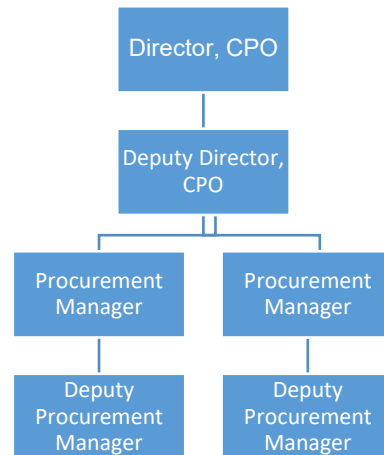 Director, CPO
Deputy Director,
CPO
Procurement
Manager
Procurement
Manager
Deputy
Procurement
Manager
Deputy
Procurement
Manager